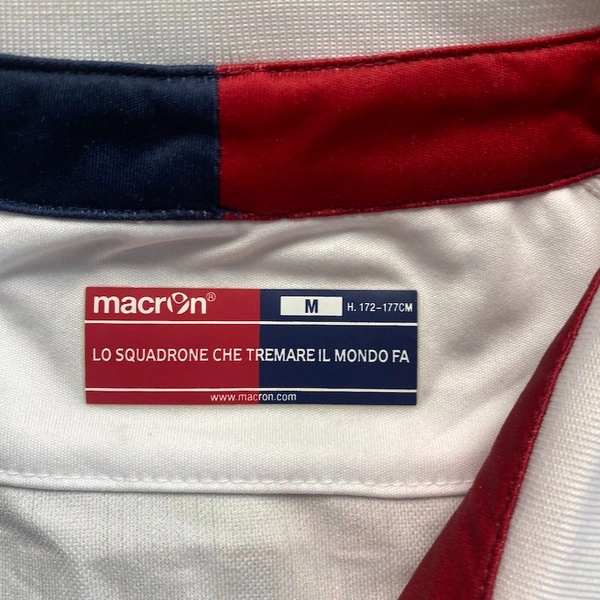 macron® M H. 172-177CM
LO SQUADRONE CHE TREMARE IL MONDO FA
www.macron.com